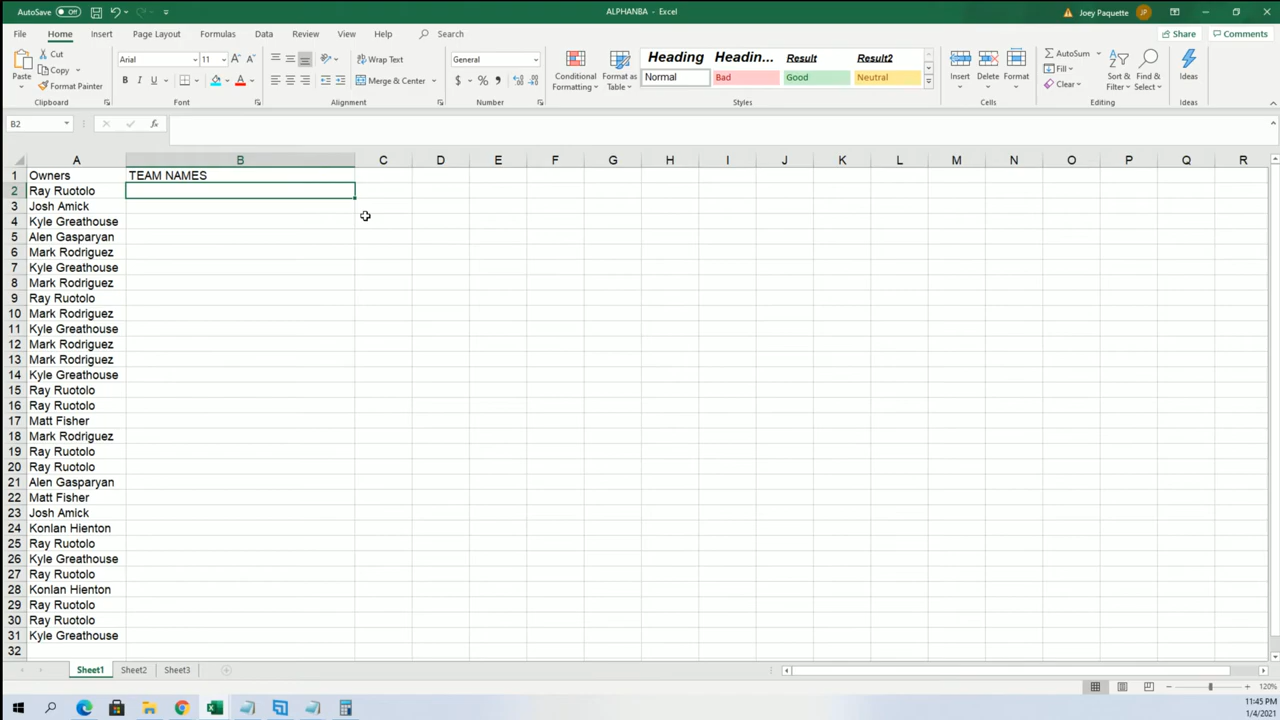 AutoSave Off
ALPHANBA - Excel
Joey Paquette JP
File Home Insert Page Layout Formulas Data Review View Help Search
Share Comments
Paste
Cut
Copy
Format Painter
Clipboard
Arial 11
B I U
Font
Wrap Text
Merge & Center
Alignment
General
$ % 9
Number
Conditional Formatting
Format as Table
Heading Headin... Result Result2
Normal Bad Good Neutral
Styles
Insert Delete Format
Cells
AutoSum
Fill
Clear
Sort & Filter
Find & Select
Editing
Ideas
Ideas
B2
fx
A B C D E F G H I J K L M N O P Q R
1 Owners TEAM NAMES
2 Ray Ruotolo
3 Josh Amick
4 Kyle Greathouse
5 Alen Gasparyan
6 Mark Rodriguez
7 Kyle Greathouse
8 Mark Rodriguez
9 Ray Ruotolo
10 Mark Rodriguez
11 Kyle Greathouse
12 Mark Rodriguez
13 Mark Rodriguez
14 Kyle Greathouse
15 Ray Ruotolo
16 Ray Ruotolo
17 Matt Fisher
18 Mark Rodriguez
19 Ray Ruotolo
20 Ray Ruotolo
21 Alen Gasparyan
22 Matt Fisher
23 Josh Amick
24 Konlan Hienton
25 Ray Ruotolo
26 Kyle Greathouse
27 Ray Ruotolo
28 Konlan Hienton
29 Ray Ruotolo
30 Ray Ruotolo
31 Kyle Greathouse
32
Sheet1 Sheet2 Sheet3
120%
11:45 PM
1/4/2021